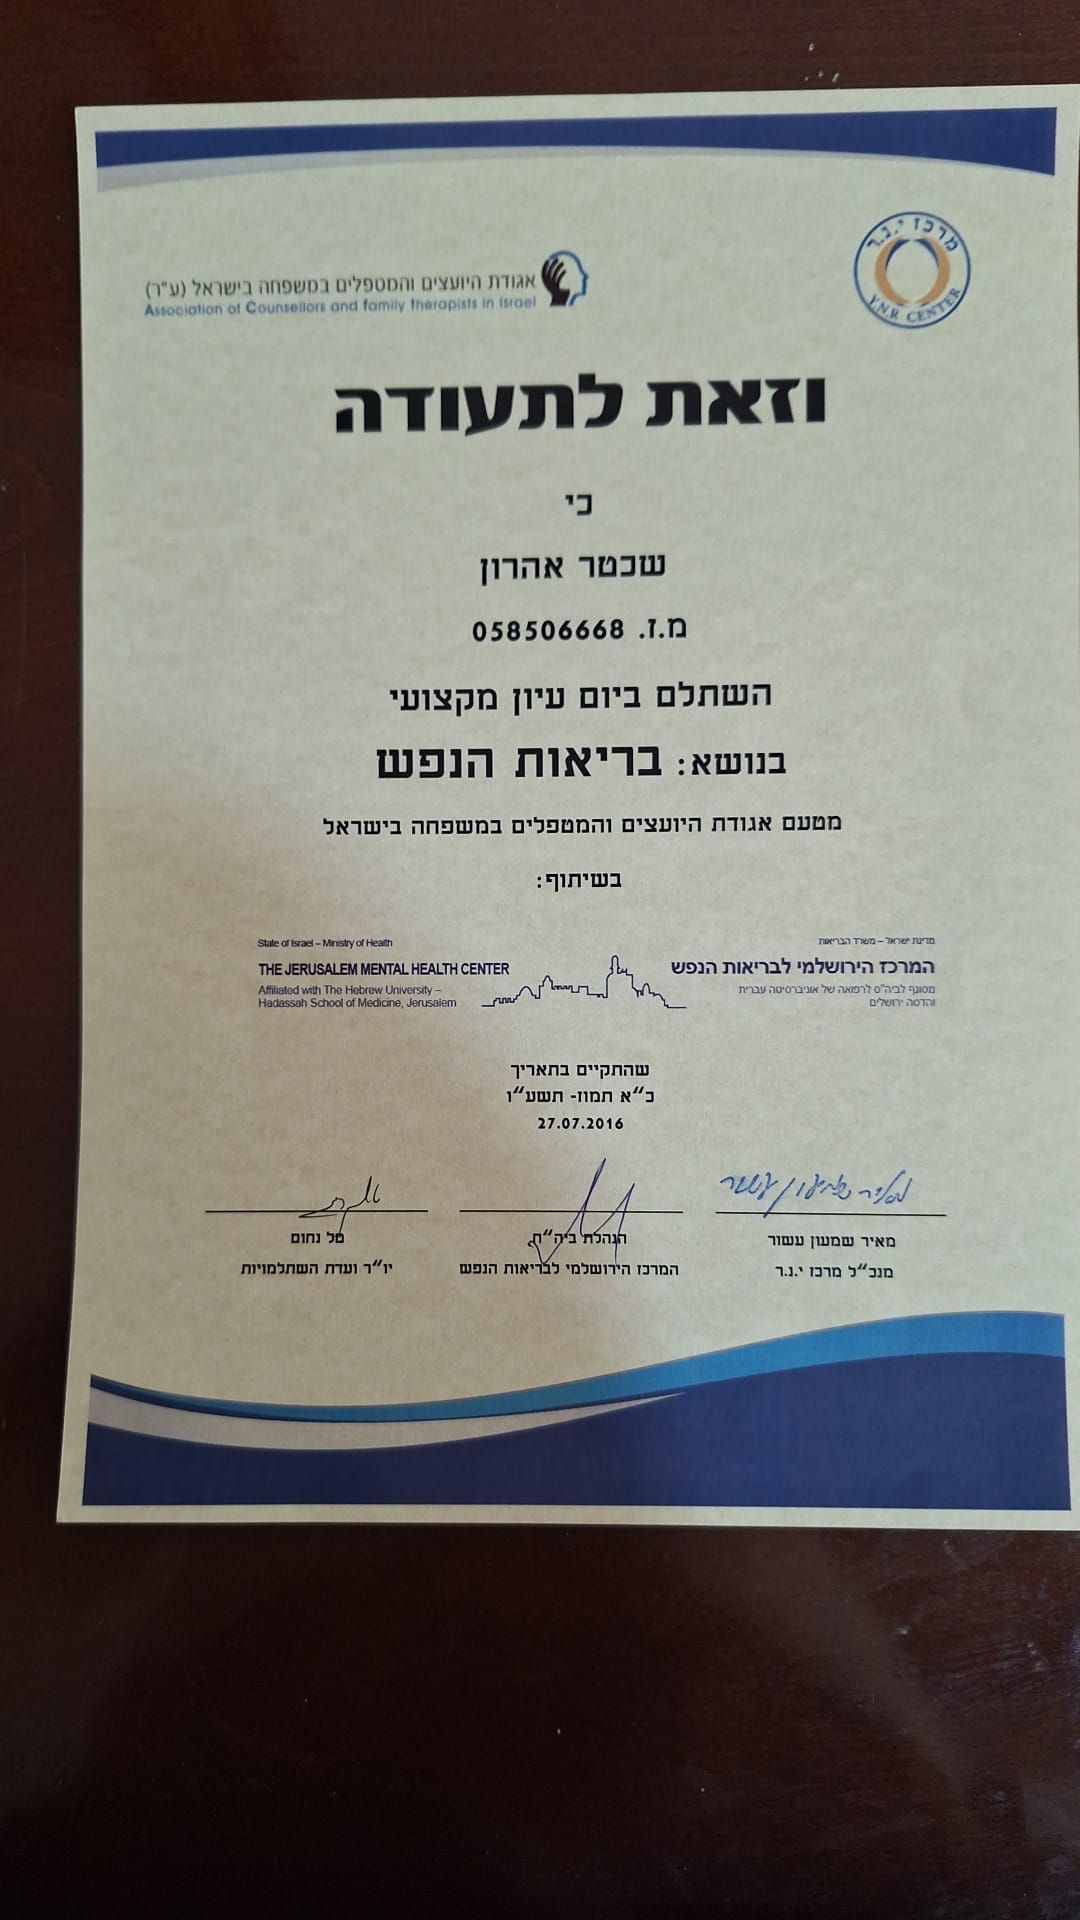 מרכז י.נ.ר
Y.N.R CENTER
אגודת היועצים והמטפלים במשפחה בישראל (ע"ר)
Association of Counsellors and family therapists in Israel
וזאת לתעודה
כי
שכטר אהרון
מ.ז. 058506668
השתלם ביום עיון מקצועי
בנושא: בריאות הנפש
מטעם אגודת היועצים והמטפלים במשפחה בישראל
בשיתוף:
מדינת ישראל – משרד הבריאות
המרכז הירושלמי לבריאות הנפש
מסונף לביה"ס לרפואה של אוניברסיטה עברית
והדסה ירושלים
State of Israel – Ministry of Health
THE JERUSALEM MENTAL HEALTH CENTER
Affiliated with The Hebrew University –
Hadassah School of Medicine, Jerusalem
שהתקיים בתאריך
כ"א תמוז- תשע"ו
27.07.2016
מאיר שמעון עשור
מאיר שמעון עשור
מנכ"ל מרכז י.נ.ר
הנהלת ביה"ח
המרכז הירושלמי לבריאות הנפש
טל נחום
יו"ר ועדת השתלמויות